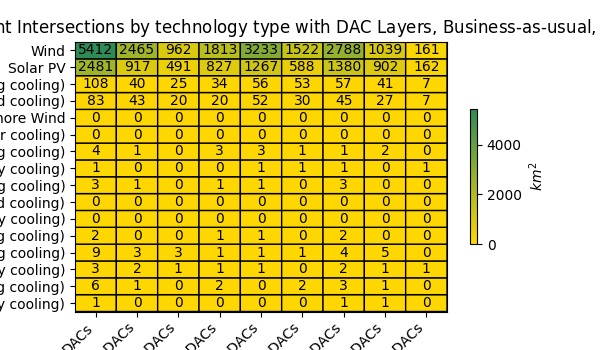 nt Intersections by technology type with DAC Layers, Business-as-usual,
Wind 5412 2465 962 1813 3233 1522 2788 1039 161
Solar PV 2481 917 491 827 1267 588 1380 902 162
g cooling) 108 40 25 34 56 53 57 41 7
d cooling) 83 43 20 20 52 30 45 27 7
ore Wind 0 0 0 0 0 0 0 0 0
r cooling) 0 0 0 0 0 0 0 0 0
g cooling) 4 1 0 3 3 1 1 2 0
y cooling) 1 0 0 0 1 1 1 0 1
g cooling) 3 1 0 1 1 0 3 0 0
d cooling) 0 0 0 0 0 0 0 0 0
y cooling) 0 0 0 0 0 0 0 0 0
g cooling) 2 0 0 1 1 0 2 0 0
g cooling) 9 3 3 1 1 1 4 5 0
y cooling) 3 2 1 1 1 0 2 1 1
g cooling) 6 1 0 2 0 2 3 1 0
y cooling) 1 0 0 0 0 0 1 1 0
DACs DACs DACs DACs DACs DACs DACs DACs DACs
4000
2000
0
km²